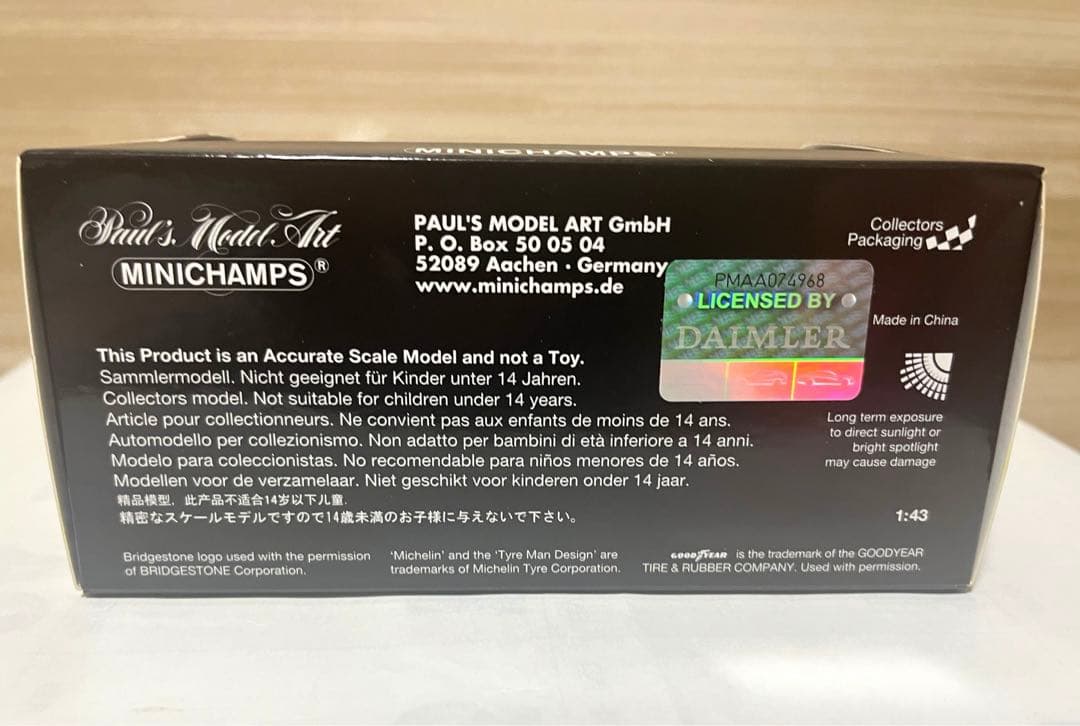 MINICHAMPS
Paul's Model Art
MINICHAMPS®
PAUL'S MODEL ART GmbH
P. O. Box 50 05 04
52089 Aachen · Germany
www.minichamps.de
Collectors
Packaging
PMAA074968
LICENSED BY
DAIMLER
Made in China
This Product is an Accurate Scale Model and not a Toy.
Sammlermodell. Nicht geeignet für Kinder unter 14 Jahren.
Collectors model. Not suitable for children under 14 years.
Article pour collectionneurs. Ne convient pas aux enfants de moins de 14 ans.
Automodello per collezionismo. Non adatto per bambini di età inferiore a 14 anni.
Modelo para coleccionistas. No recomendable para niños menores de 14 años.
Modellen voor de verzamelaar. Niet geschikt voor kinderen onder 14 jaar.
精品模型. 此产品不适合14岁以下儿童.
精密なスケールモデルですので14歳未満のお子様に与えないで下さい。
Long term exposure
to direct sunlight or
bright spotlight
may cause damage
1:43
Bridgestone logo used with the permission
of BRIDGESTONE Corporation.
'Michelin' and the 'Tyre Man Design' are
trademarks of Michelin Tyre Corporation.
GOODYEAR is the trademark of the GOODYEAR
TIRE & RUBBER COMPANY. Used with permission.